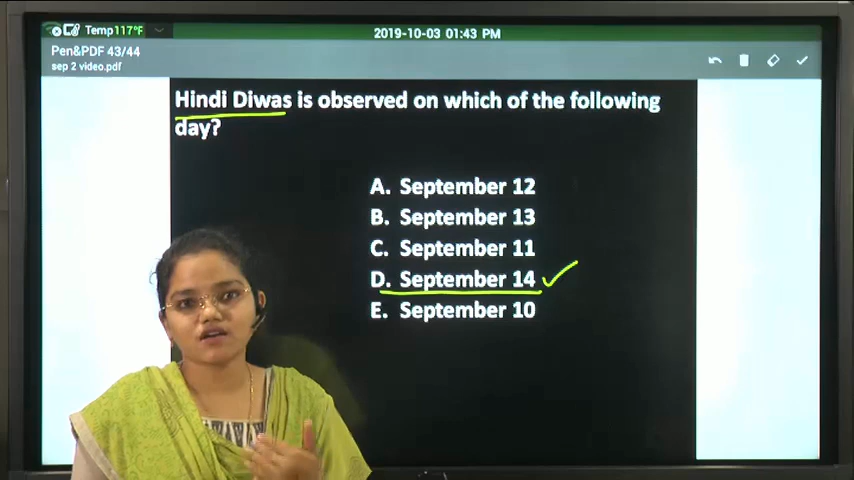 Temp117°F
2019-10-03 01:43 PM
Pen&PDF 43/44
sep 2 video.pdf
Hindi Diwas is observed on which of the following
day?
A. September 12
B. September 13
C. September 11
D. September 14
E. September 10